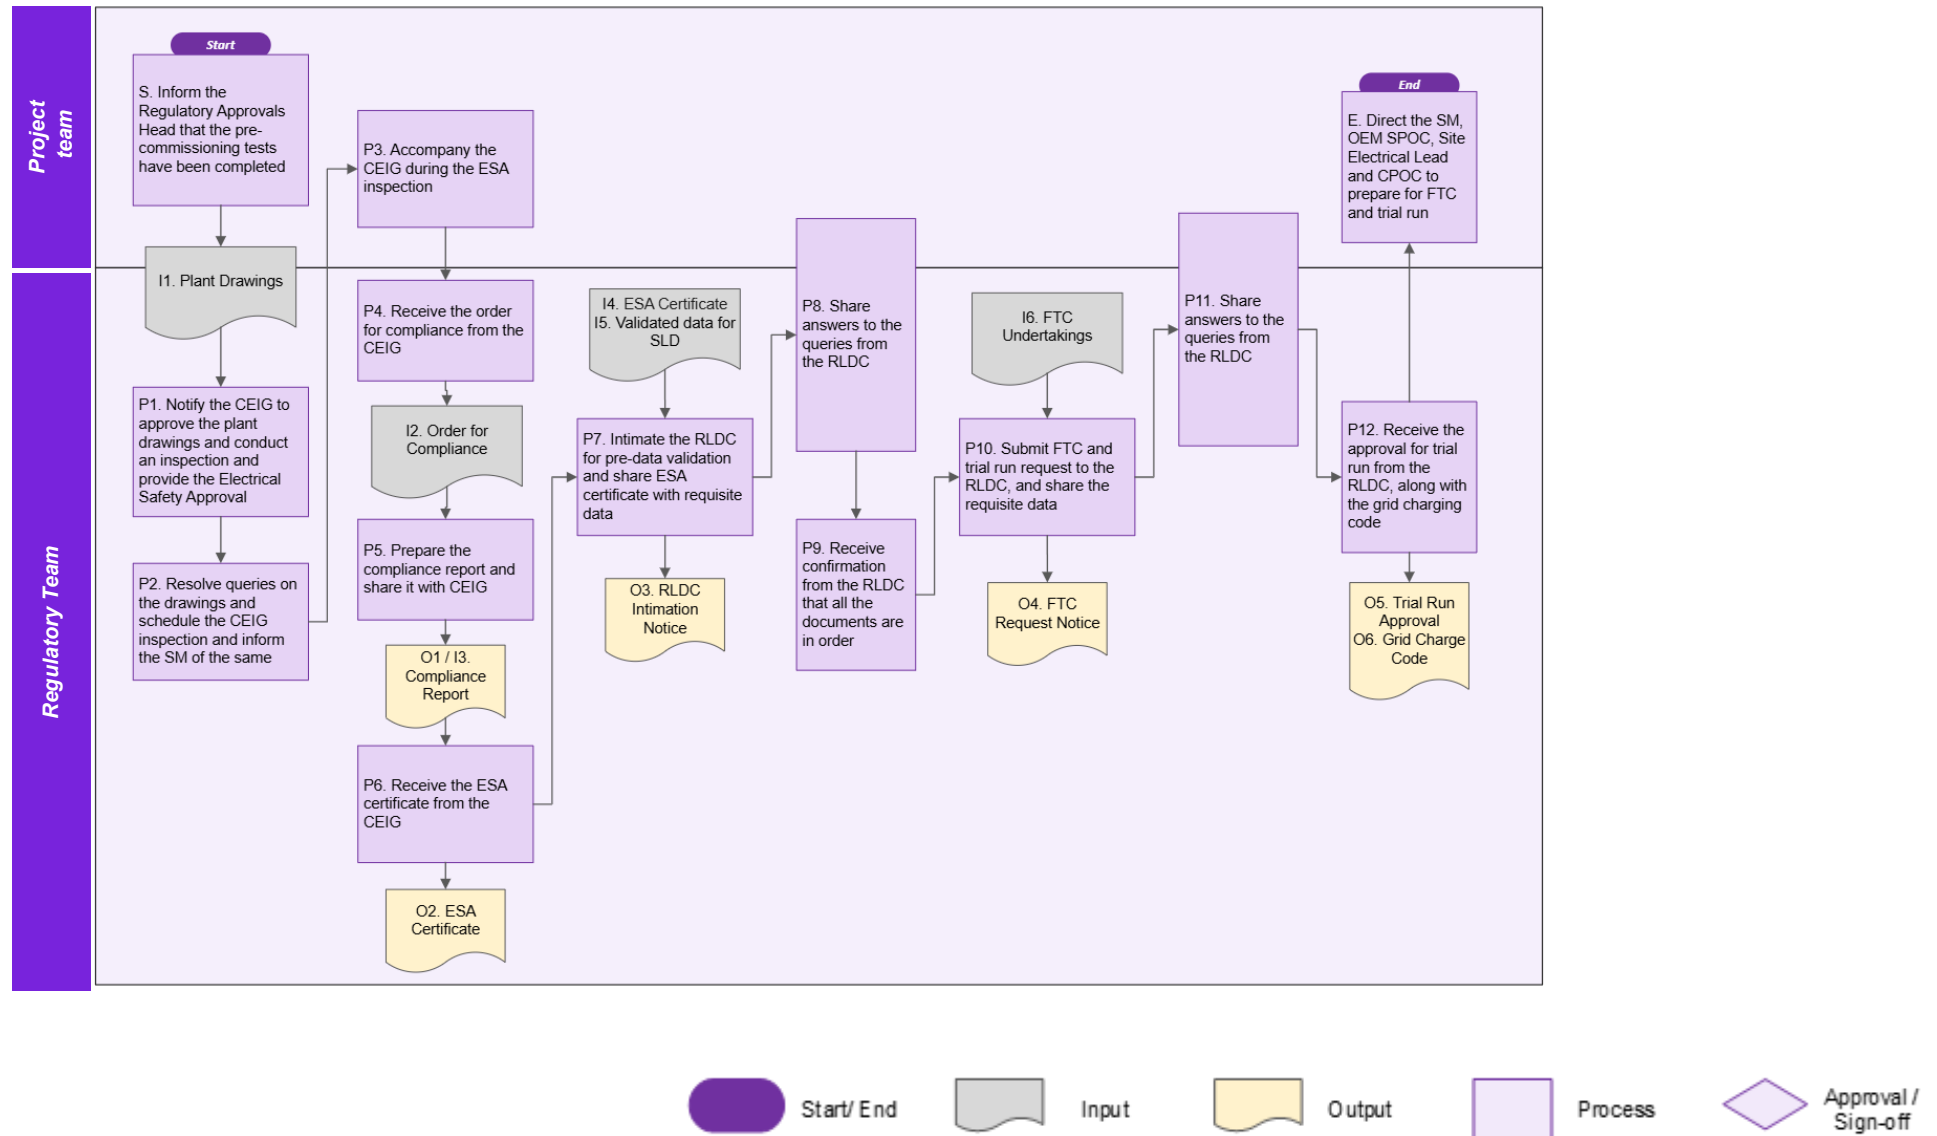 Project
team
Start
S. Inform the
Regulatory Approvals
Head that the pre-
commissioning tests
have been completed
I1. Plant Drawings
P3. Accompany the
CEIG during the ESA
inspection
End
E. Direct the SM,
OEM SPOC, Site
Electrical Lead
and CPOC to
prepare for FTC
and trial run
Regulatory Team
P1. Notify the CEIG to
approve the plant
drawings and conduct
an inspection and
provide the Electrical
Safety Approval
P2. Resolve queries on
the drawings and
schedule the CEIG
inspection and inform
the SM of the same
P4. Receive the order
for compliance from the
CEIG
I2. Order for
Compliance
P5. Prepare the
compliance report and
share it with CEIG
O1 / I3.
Compliance
Report
P6. Receive the ESA
certificate from the
CEIG
O2. ESA
Certificate
I4. ESA Certificate
I5. Validated data for
SLD
P7. Intimate the RLDC
for pre-data validation
and share ESA
certificate with requisite
data
O3. RLDC
Intimation
Notice
P8. Share
answers to the
queries from
the RLDC
P9. Receive
confirmation
from the RLDC
that all the
documents are
in order
I6. FTC
Undertakings
P10. Submit FTC and
trial run request to the
RLDC, and share the
requisite data
O4. FTC
Request Notice
P11. Share
answers to the
queries from
the RLDC
P12. Receive the
approval for trial
run from the
RLDC, along with
the grid charging
code
O5. Trial Run
Approval
O6. Grid Charge
Code
Start/ End
Input
Output
Process
Approval /
Sign-off